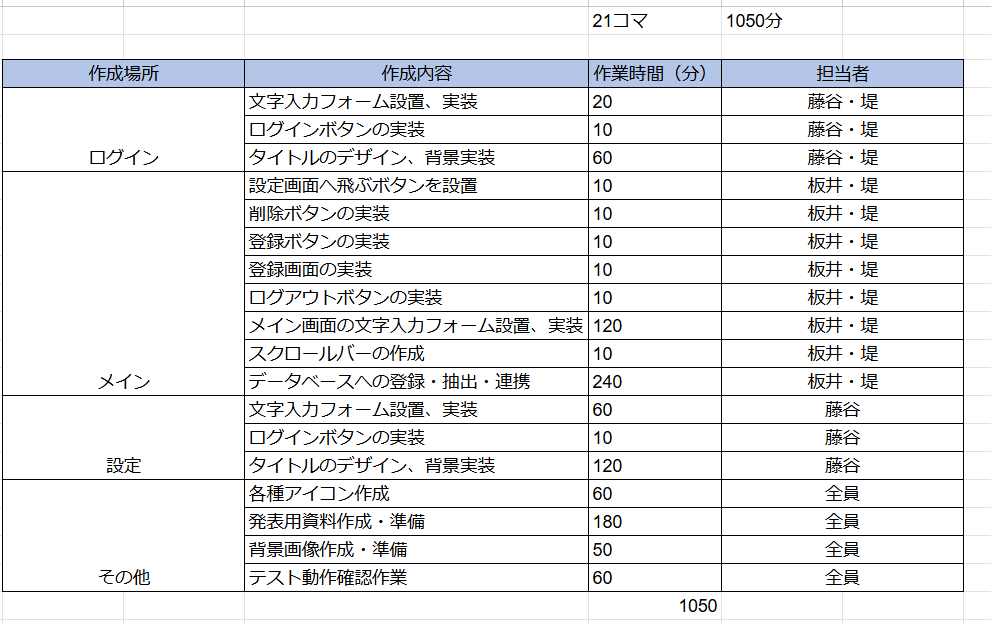 21コマ 1050分
作成場所 作成内容 作業時間（分） 担当者
文字入力フォーム設置、実装 20 藤谷・堤
ログインボタンの実装 10 藤谷・堤
ログイン タイトルのデザイン、背景実装 60 藤谷・堤
設定画面へ飛ぶボタンを設置 10 板井・堤
削除ボタンの実装 10 板井・堤
登録ボタンの実装 10 板井・堤
登録画面の実装 10 板井・堤
ログアウトボタンの実装 10 板井・堤
メイン画面の文字入力フォーム設置、実装 120 板井・堤
スクロールバーの作成 10 板井・堤
メイン データベースへの登録・抽出・連携 240 板井・堤
文字入力フォーム設置、実装 60 藤谷
ログインボタンの実装 10 藤谷
設定 タイトルのデザイン、背景実装 120 藤谷
各種アイコン作成 60 全員
発表用資料作成・準備 180 全員
背景画像作成・準備 50 全員
その他 テスト動作確認作業 60 全員
1050